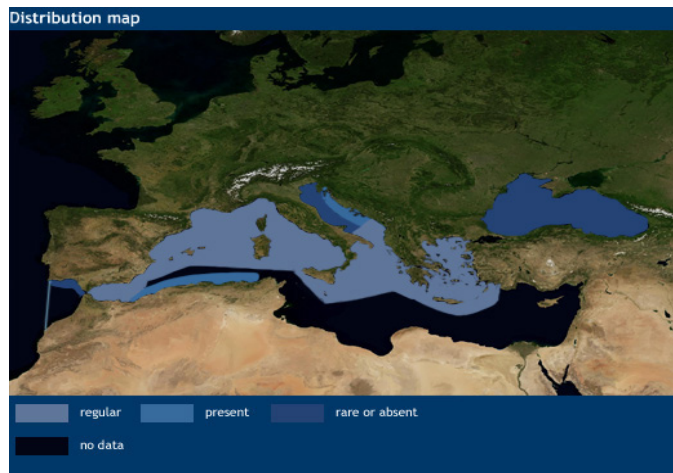 Distribution map
regular present rare or absent
no data